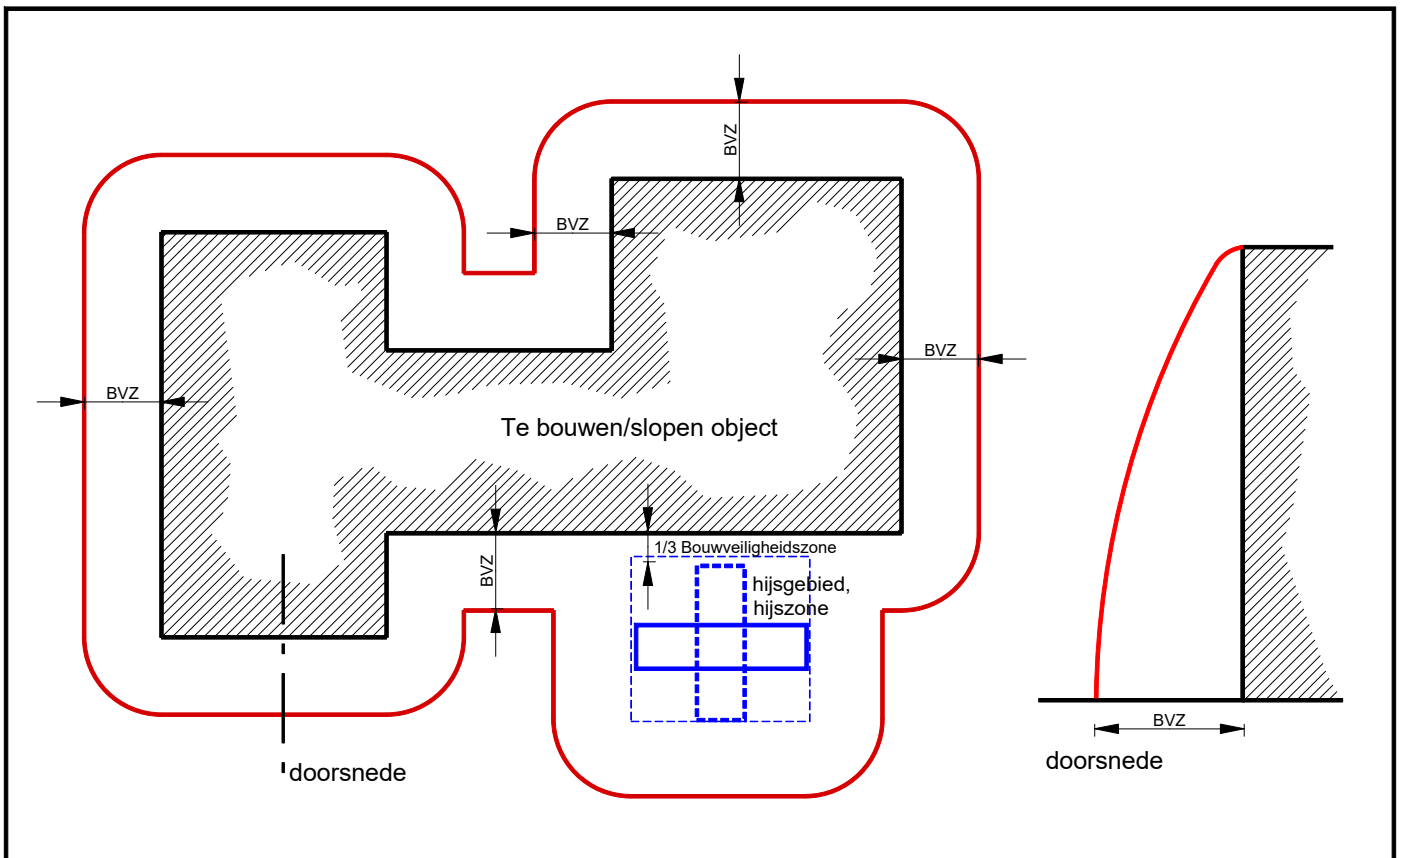 BVZ
BVZ
BVZ
BVZ
Te bouwen/slopen object
1/3 Bouwveiligheidszone
BVZ
hijsgebied,
hijszone
doorsnede
BVZ
doorsnede